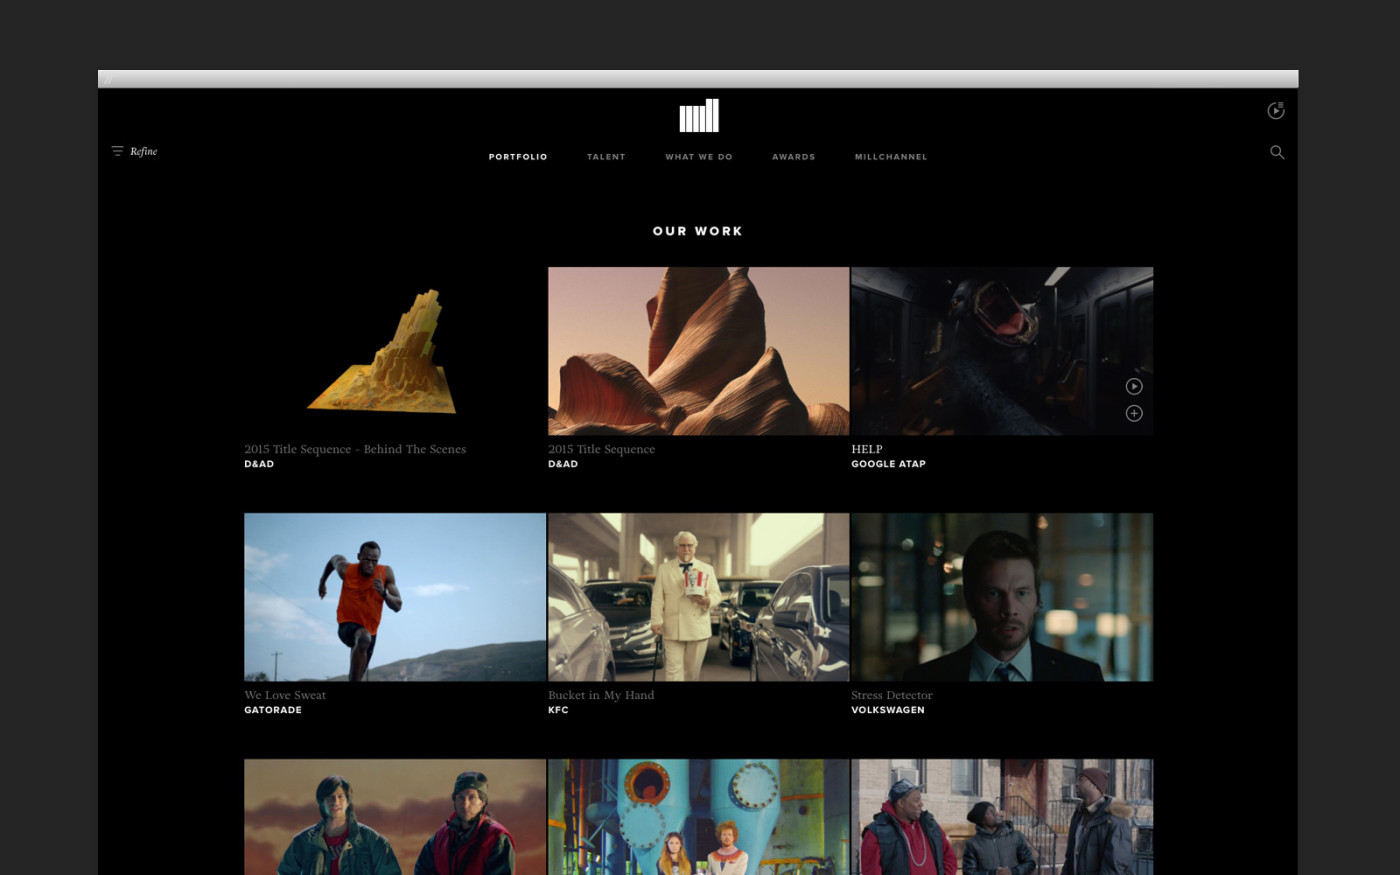 Refine
PORTFOLIO TALENT WHAT WE DO AWARDS MILLCHANNEL
OUR WORK
2015 Title Sequence - Behind The Scenes
D&AD
2015 Title Sequence
D&AD
HELP
GOOGLE ATAP
We Love Sweat
GATORADE
Bucket in My Hand
KFC
Stress Detector
VOLKSWAGEN